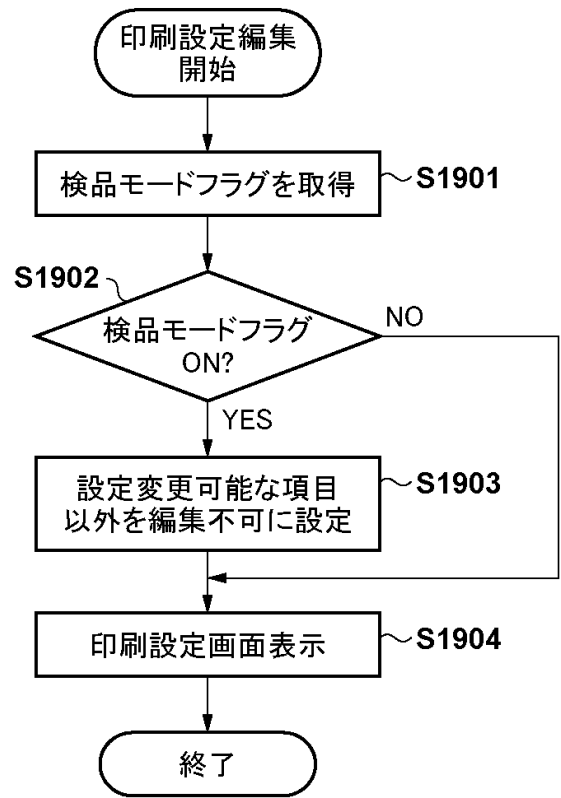 印刷設定編集
開始
検品モードフラグを取得
S1901
S1902
検品モードフラグ
ON?
NO
YES
設定変更可能な項目
以外を編集不可に設定
S1903
印刷設定画面表示
S1904
終了